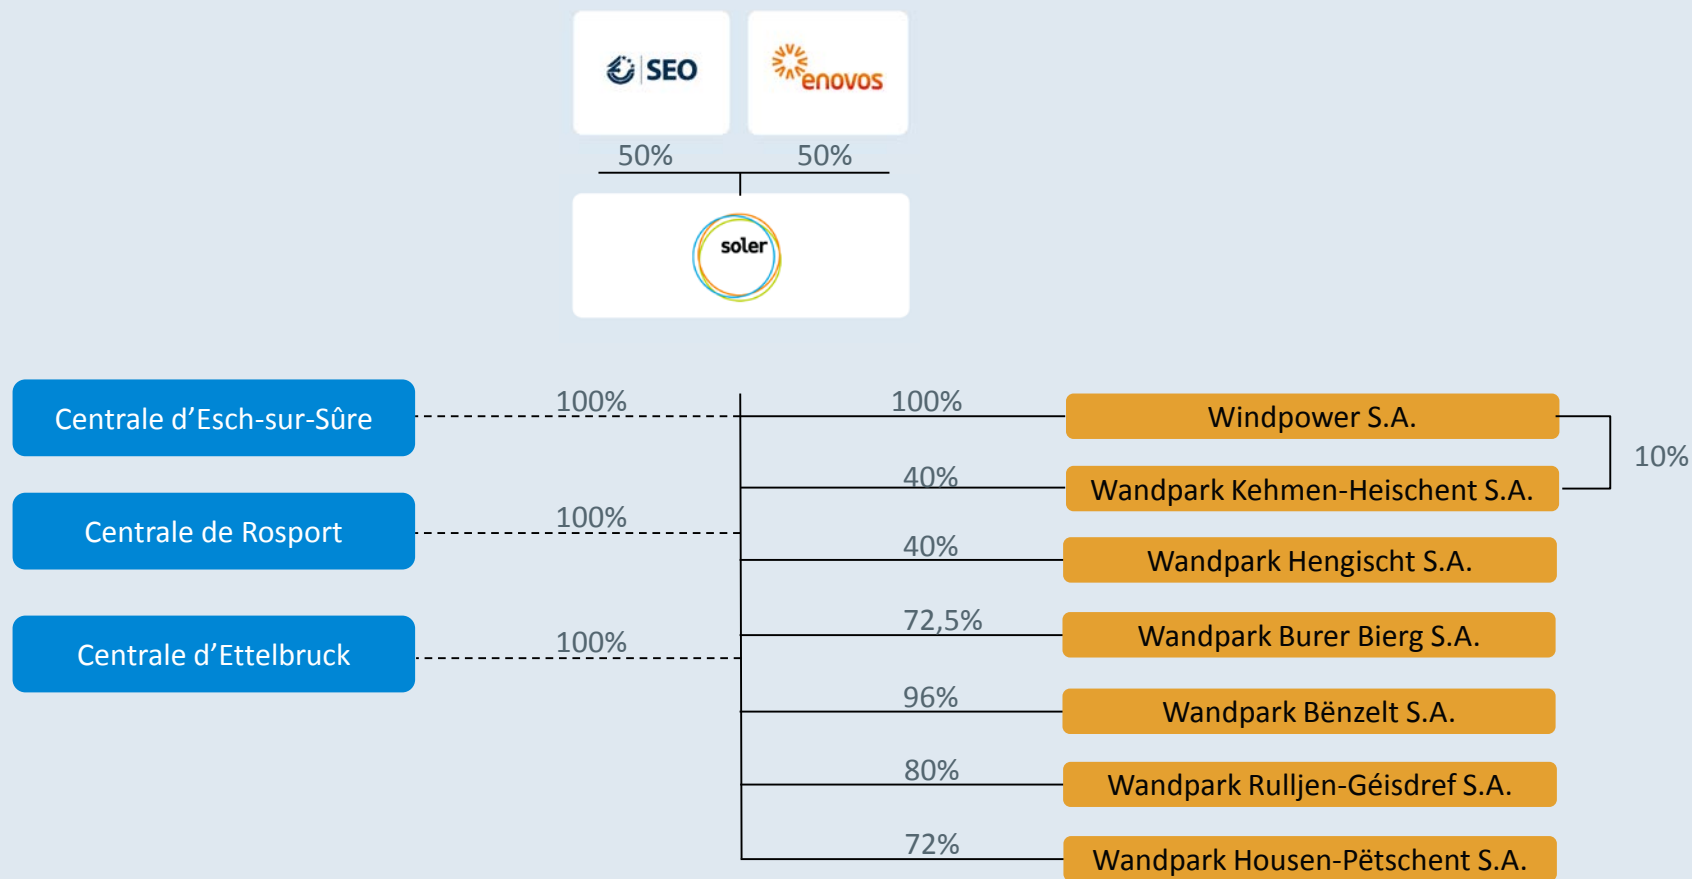 SEO
enovos
50%
50%
soler
Centrale d’Esch-sur-Sûre
100%
100%
Windpower S.A.
10%
40%
Wandpark Kehmen-Heischent S.A.
Centrale de Rosport
100%
40%
Wandpark Hengischt S.A.
72,5%
Wandpark Burer Bierg S.A.
Centrale d’Ettelbruck
100%
96%
Wandpark Bënzelt S.A.
80%
Wandpark Rulljen-Géisdref S.A.
72%
Wandpark Housen-Pëtschent S.A.